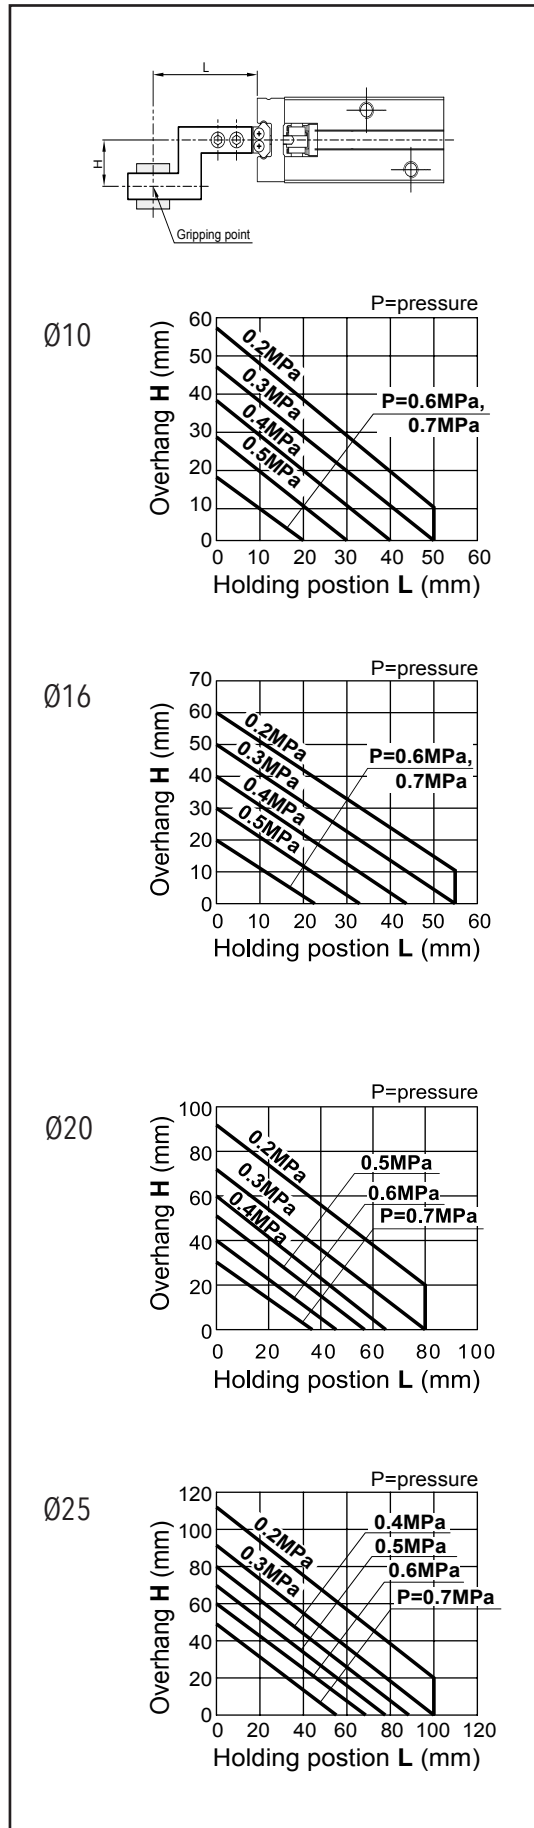 L
H
Gripping point
Ø10
P=pressure
Overhang H (mm)
60
50
40
30
20
10
0
0.2MPa
0.3MPa
0.4MPa
0.5MPa
P=0.6MPa,
0.7MPa
0 10 20 30 40 50 60
Holding postion L (mm)
Ø16
P=pressure
Overhang H (mm)
70
60
50
40
30
20
10
0
0.2MPa
0.3MPa
0.4MPa
0.5MPa
P=0.6MPa,
0.7MPa
0 10 20 30 40 50 60
Holding postion L (mm)
Ø20
P=pressure
Overhang H (mm)
100
80
60
40
20
0
0.2MPa
0.3MPa
0.4MPa
0.5MPa
0.6MPa
P=0.7MPa
0 20 40 60 80 100
Holding postion L (mm)
Ø25
P=pressure
Overhang H (mm)
120
100
80
60
40
20
0
0.2MPa
0.3MPa
0.4MPa
0.5MPa
0.6MPa
P=0.7MPa
0 20 40 60 80 100 120
Holding postion L (mm)